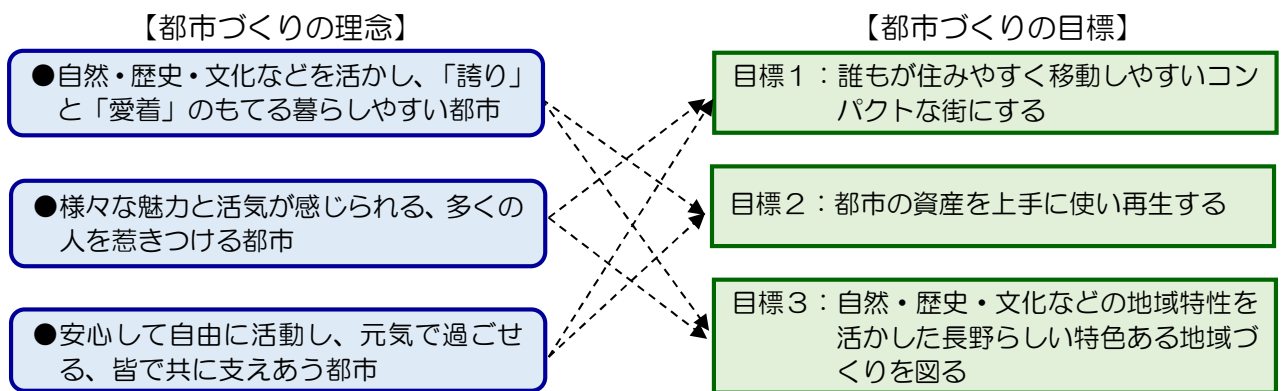 【都市づくりの理念】
●自然・歴史・文化などを活かし、「誇り」
と「愛着」のもてる暮らしやすい都市
●様々な魅力と活気が感じられる、多くの
人を惹きつける都市
●安心して自由に活動し、元気で過ごせ
る、皆で共に支えあう都市
【都市づくりの目標】
目標１：誰もが住みやすく移動しやすいコン
パクトな街にする
目標２：都市の資産を上手に使い再生する
目標３：自然・歴史・文化などの地域特性を
活かした長野らしい特色ある地域づ
くりを図る